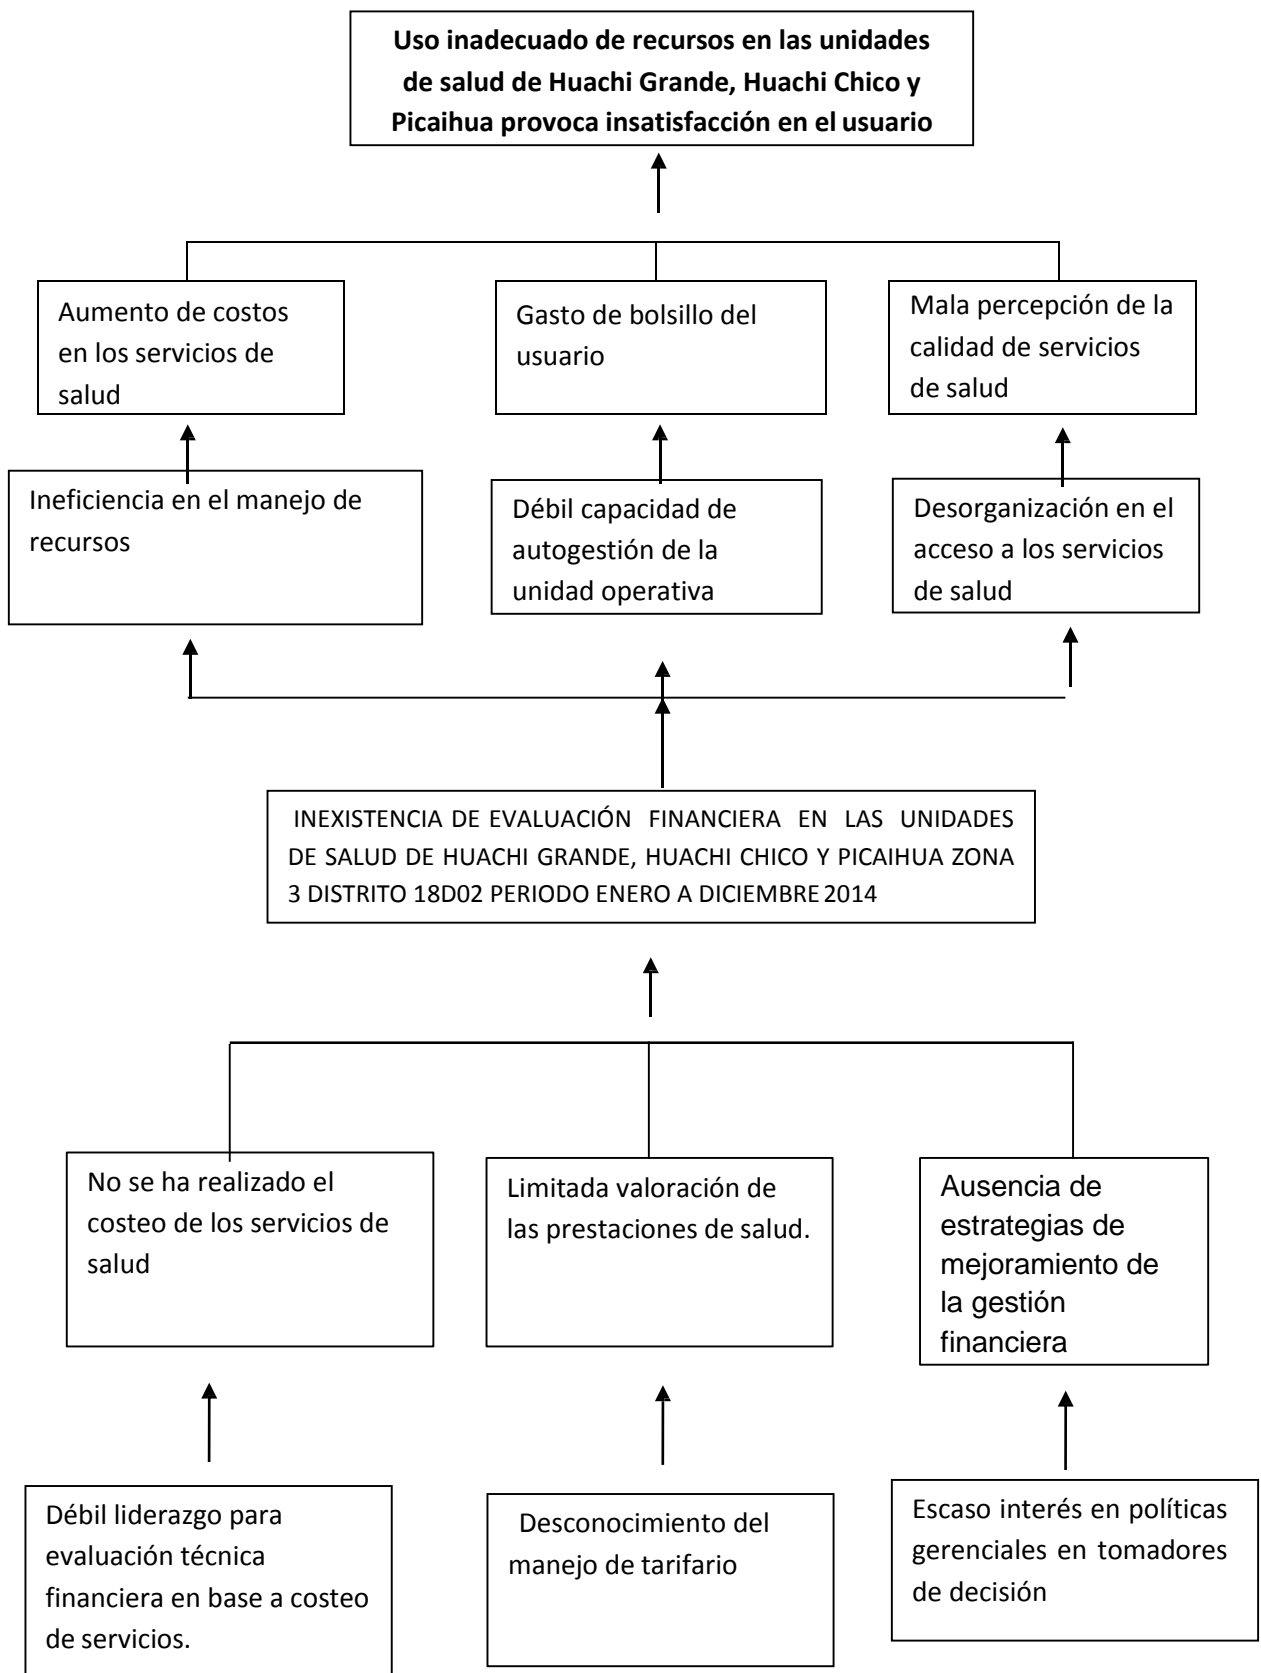 Uso inadecuado de recursos en las unidades
de salud de Huachi Grande, Huachi Chico y
Picaihua provoca insatisfacción en el usuario
Aumento de costos
en los servicios de
salud
Gasto de bolsillo del
usuario
Mala percepción de la
calidad de servicios
de salud
Ineficiencia en el manejo de
recursos
Débil capacidad de
autogestión de la
unidad operativa
Desorganización en el
acceso a los servicios
de salud
INEXISTENCIA DE EVALUACIÓN FINANCIERA EN LAS UNIDADES
DE SALUD DE HUACHI GRANDE, HUACHI CHICO Y PICAIHUA ZONA
3 DISTRITO 18D02 PERIODO ENERO A DICIEMBRE 2014
No se ha realizado el
costeo de los servicios de
salud
Limitada valoración de
las prestaciones de salud.
Ausencia de
estrategias de
mejoramiento de
la gestión
financiera
Débil liderazgo para
evaluación técnica
financiera en base a costeo
de servicios.
Desconocimiento del
manejo de tarifario
Escaso interés en políticas
gerenciales en tomadores
de decisión